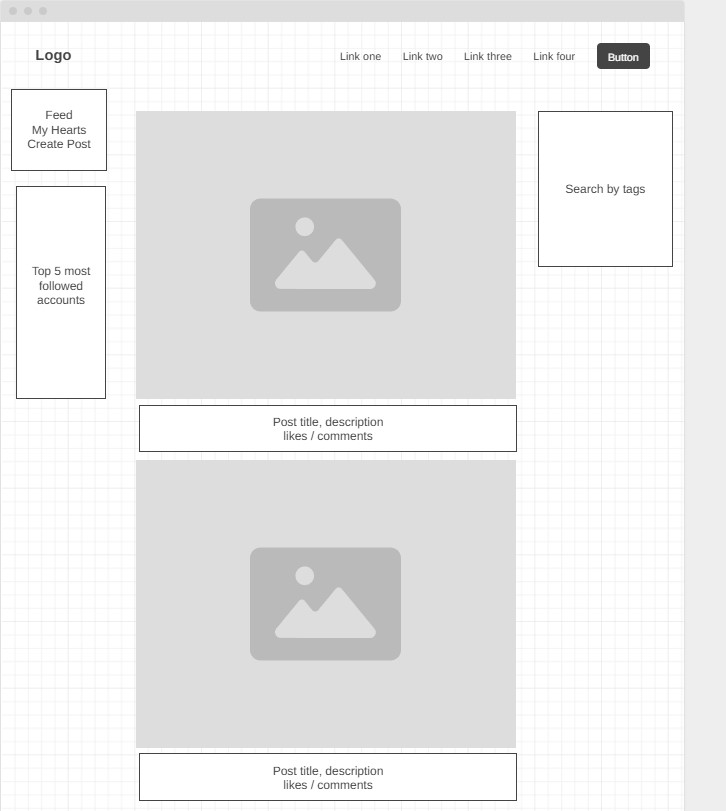 Logo
Link one Link two Link three Link four Button
Feed
My Hearts
Create Post
Top 5 most
followed
accounts
Search by tags
Post title, description
likes / comments
Post title, description
likes / comments